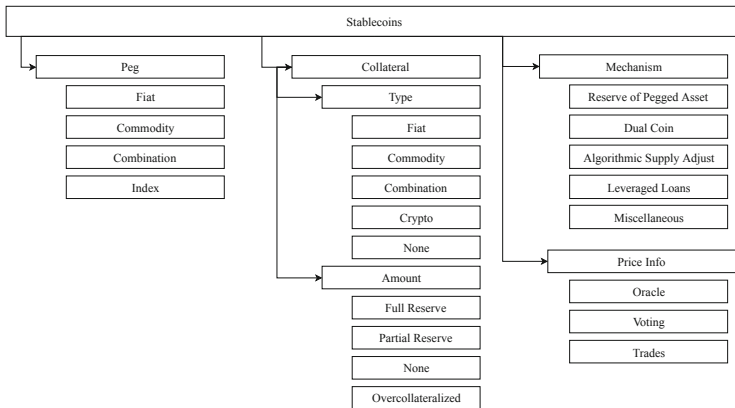 Stablecoins
Peg
Fiat
Commodity
Combination
Index
Collateral
Type
Fiat
Commodity
Combination
Crypto
None
Amount
Full Reserve
Partial Reserve
None
Overcollateralized
Mechanism
Reserve of Pegged Asset
Dual Coin
Algorithmic Supply Adjust
Leveraged Loans
Miscellaneous
Price Info
Oracle
Voting
Trades